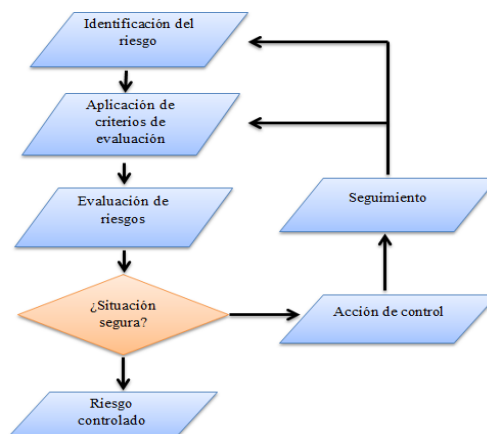 Identificación del
riesgo
Aplicación de
criterios de
evaluación
Evaluación de
riesgos
Seguimiento
¿Situación
segura?
Acción de control
Riesgo
controlado